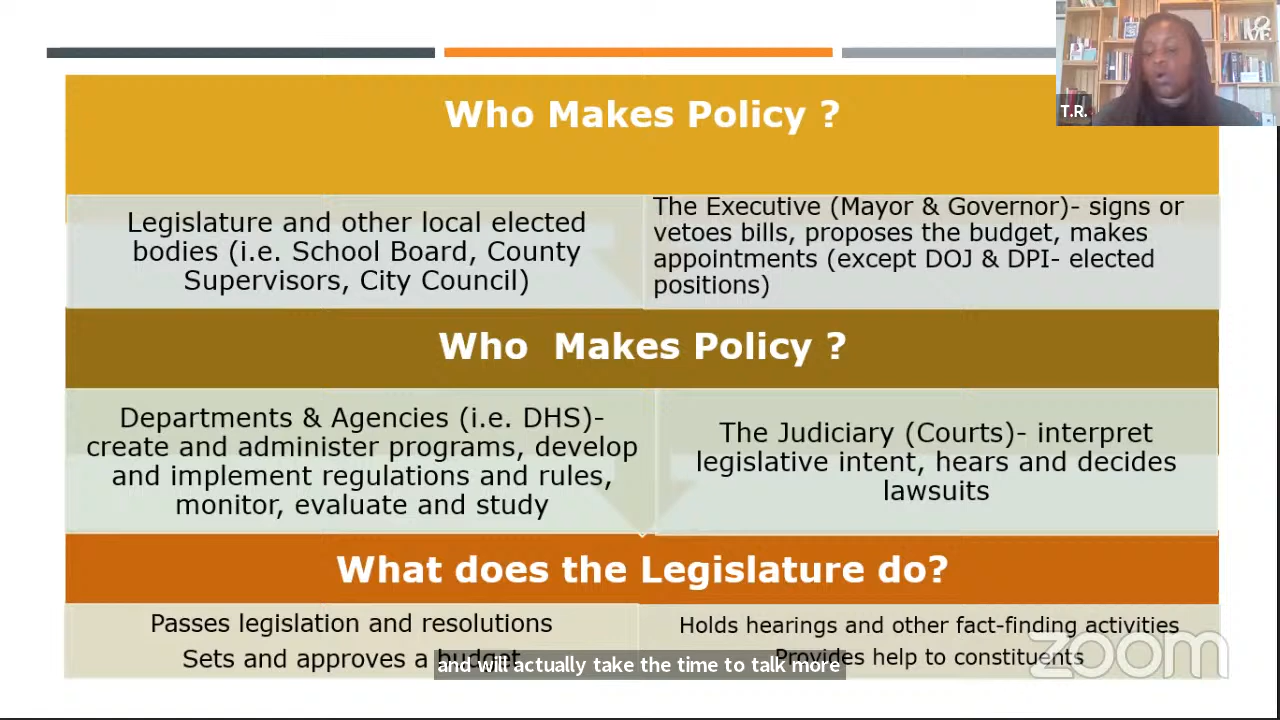 Who Makes Policy ?
T.R.
Legislature and other local elected
bodies (i.e. School Board, County
Supervisors, City Council)
The Executive (Mayor & Governor)- signs or
vetoes bills, proposes the budget, makes
appointments (except DOJ & DPI- elected
positions)
Who Makes Policy ?
Departments & Agencies (i.e. DHS)-
create and administer programs, develop
and implement regulations and rules,
monitor, evaluate and study
The Judiciary (Courts)- interpret
legislative intent, hears and decides
lawsuits
What does the Legislature do?
Passes legislation and resolutions
Sets and approves a budget
Holds hearings and other fact-finding activities
Provides help to constituents
and will actually take the time to talk more
zoom